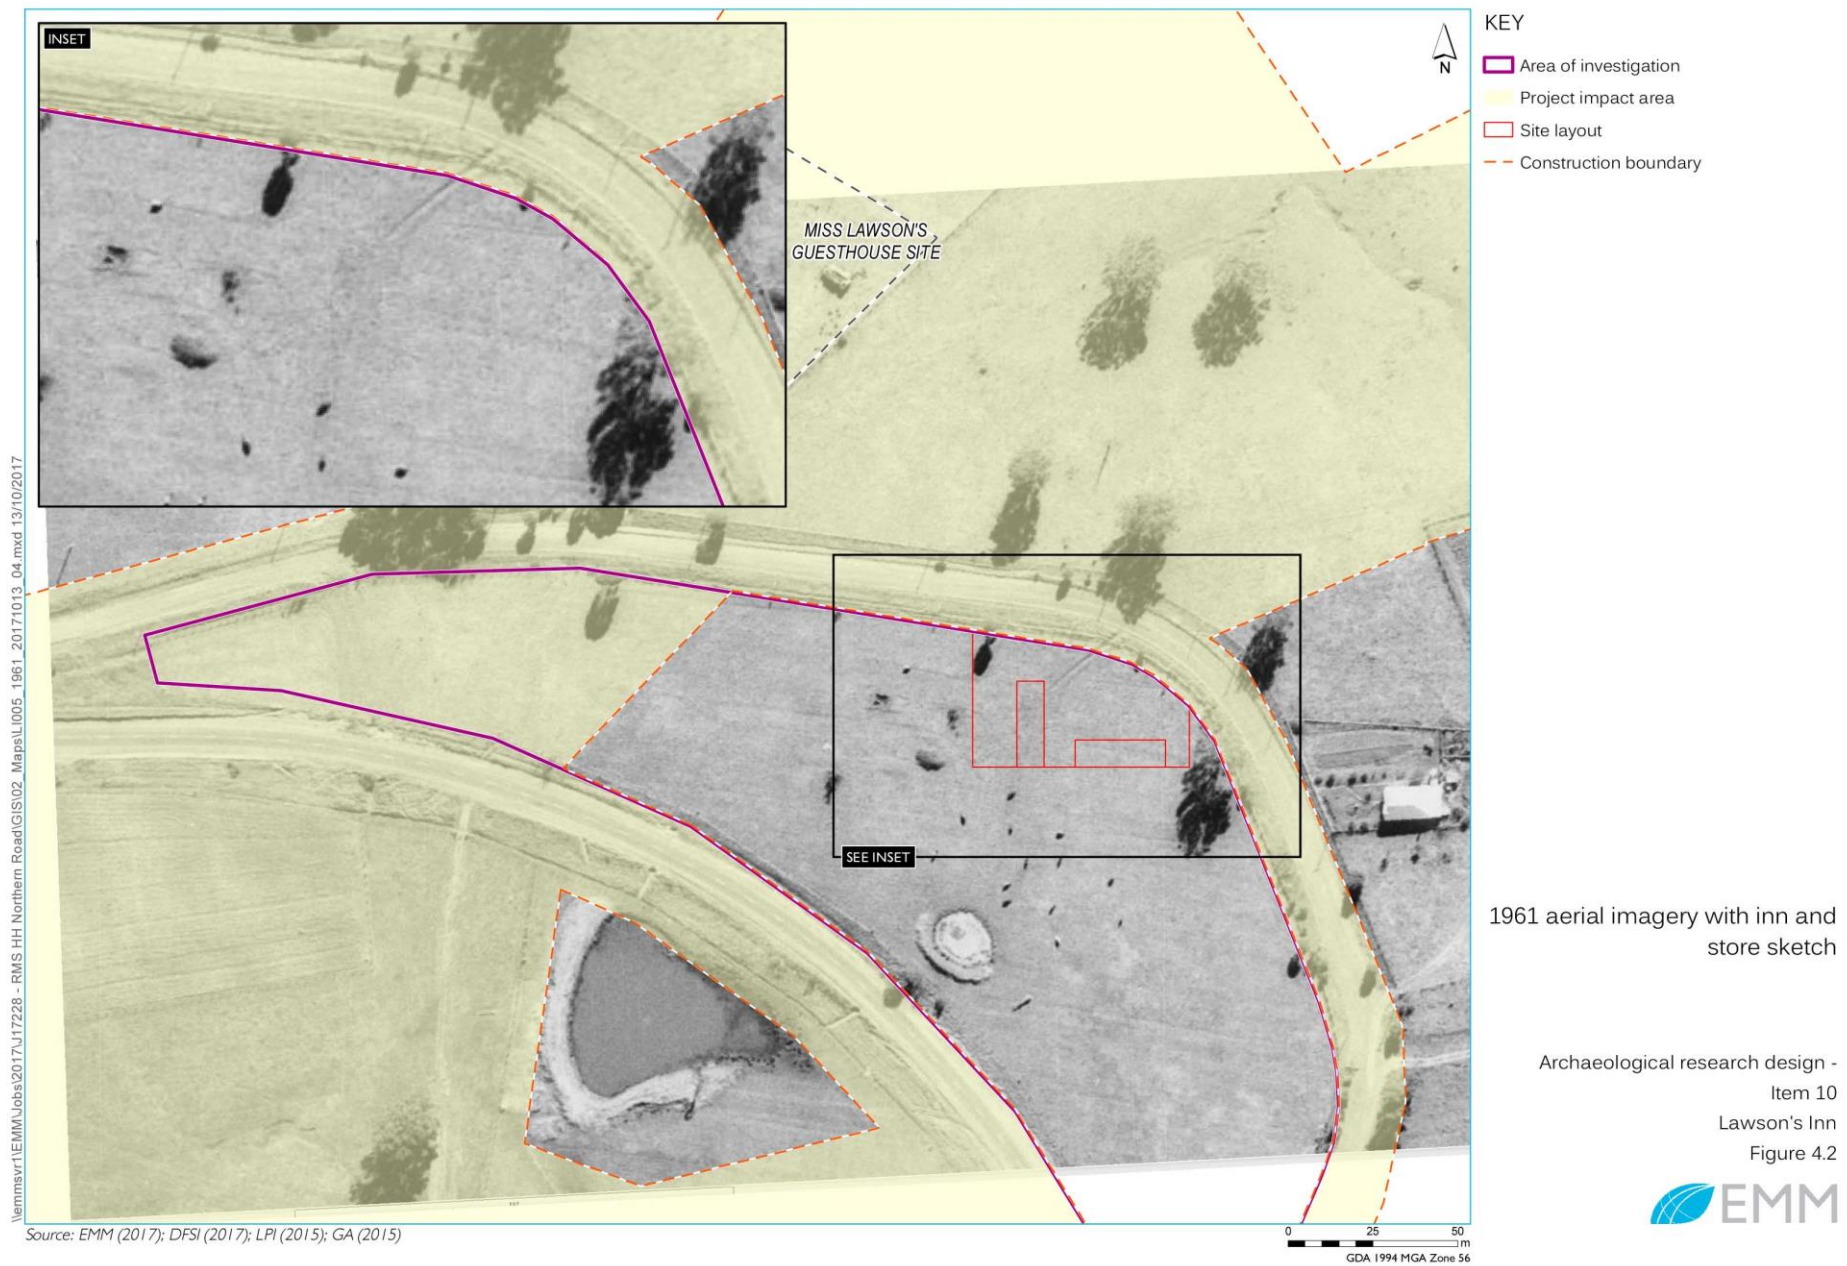 INSET
N
MISS LAWSON'S
GUESTHOUSE SITE
SEE INSET
KEY
Area of investigation
Project impact area
Site layout
Construction boundary
1961 aerial imagery with inn and
store sketch
Archaeological research design -
Item 10
Lawson's Inn
Figure 4.2
EMM
\\emmsvr1\EMM\Jobs\2017\J17228 - RMS HH Northern Road\GIS\02_Maps\LI005_1961_20171013_04.mxd 13/10/2017
Source: EMM (2017); DFSI (2017); LPI (2015); GA (2015)
0 25 50
m
GDA 1994 MGA Zone 56